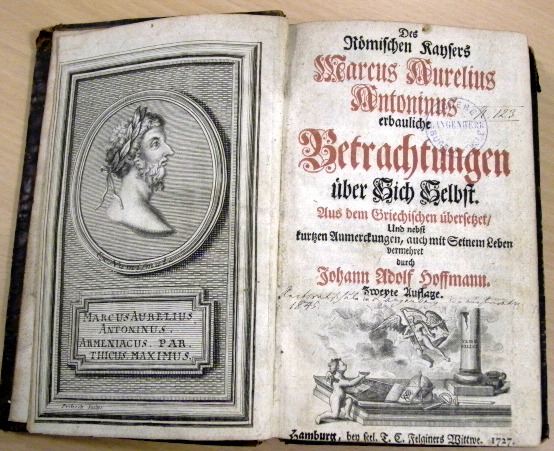 MARCUS AURELIUS
ANTONINUS.
ARMENIACUS. PAR
THICUS. MAXIMUS.
Des
Römischen Kaysers
Marcus Aurelius
Antoninus
erbauliche
Betrachtungen
über Sich Selbst.
Aus dem Griechischen übersetzet/
Und nebst
kurtzen Anmerckungen, auch mit Seinem Leben
vermehret
durch
Johann Adolf Hoffmann.
Zweyte Auflage.
1845.
Hamburg, bey seel. T. C. Felginers Wittwe. 1727.